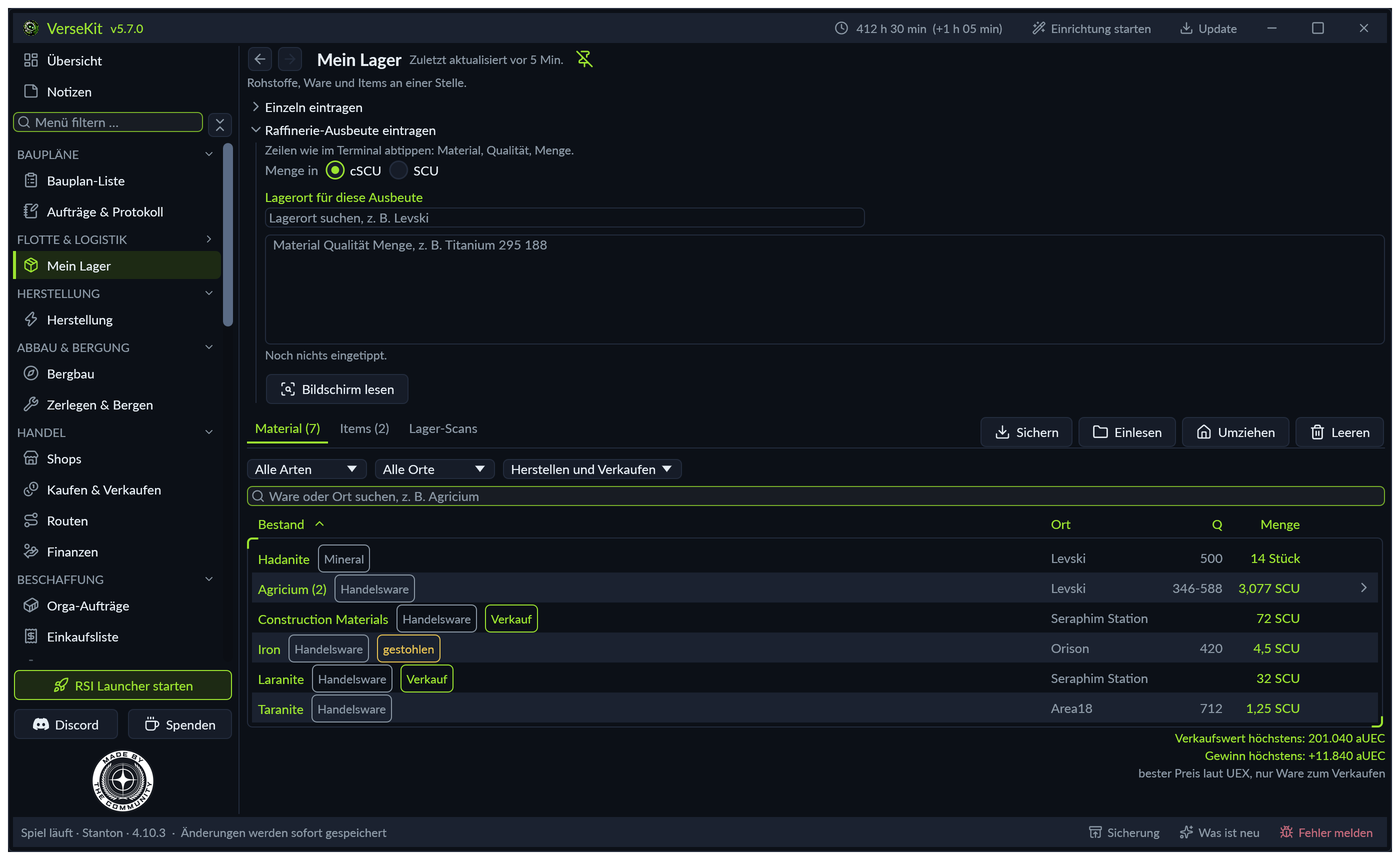 VerseKit v5.7.0
412 h 30 min (+1 h 05 min)
Einrichtung starten
Update
Übersicht
Notizen
Menü filtern ...
BAUPLÄNE
Bauplan-Liste
Aufträge & Protokoll
FLOTTE & LOGISTIK
Mein Lager
HERSTELLUNG
Herstellung
ABBAU & BERGUNG
Bergbau
Zerlegen & Bergen
HANDEL
Shops
Kaufen & Verkaufen
Routen
Finanzen
BESCHAFFUNG
Orga-Aufträge
Einkaufsliste
RSI Launcher starten
Discord
Spenden
MADE BY
THE COMMUNITY
Mein Lager Zuletzt aktualisiert vor 5 Min.
Rohstoffe, Ware und Items an einer Stelle.
Einzeln eintragen
Raffinerie-Ausbeute eintragen
Zeilen wie im Terminal abtippen: Material, Qualität, Menge.
Menge in cSCU SCU
Lagerort für diese Ausbeute
Lagerort suchen, z. B. Levski
Material Qualität Menge, z. B. Titanium 295 188
Noch nichts eingetippt.
Bildschirm lesen
Material (7) Items (2) Lager-Scans
Sichern Einlesen Umziehen Leeren
Alle Arten Alle Orte Herstellen und Verkaufen
Ware oder Ort suchen, z. B. Agricium
Bestand Ort Q Menge
Hadanite Mineral Levski 500 14 Stück
Agricium (2) Handelsware Levski 346-588 3,077 SCU
Construction Materials Handelsware Verkauf Seraphim Station 72 SCU
Iron Handelsware gestohlen Orison 420 4,5 SCU
Laranite Handelsware Verkauf Seraphim Station 32 SCU
Taranite Handelsware Area18 712 1,25 SCU
Verkaufswert höchstens: 201.040 aUEC
Gewinn höchstens: +11.840 aUEC
bester Preis laut UEX, nur Ware zum Verkaufen
Spiel läuft · Stanton · 4.10.3 · Änderungen werden sofort gespeichert
Sicherung
Was ist neu
Fehler melden